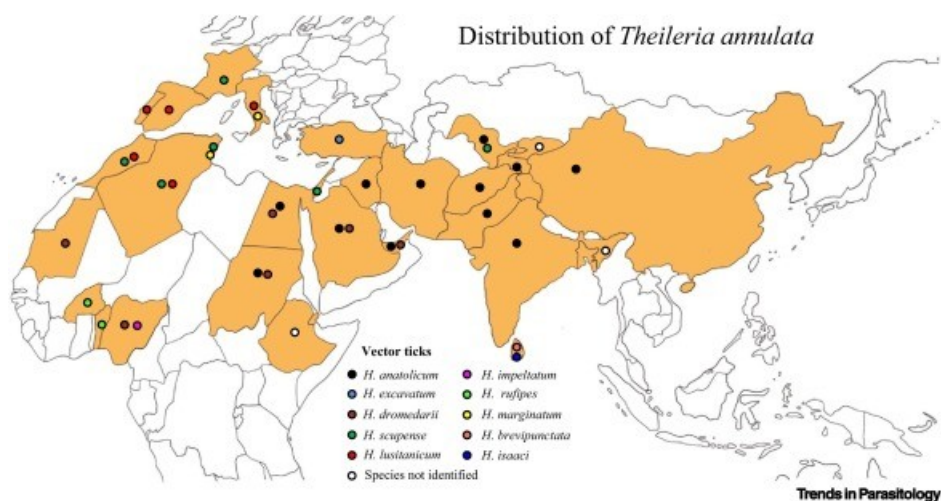 Distribution of Theileria annulata
Vector ticks
H. anatolicum
H. excavatum
H. dromedarii
H. scupense
H. lusitanicum
Species not identified
H. impeltatum
H. rufipes
H. marginatum
H. brevipunctata
H. isaaci
Trends in Parasitology